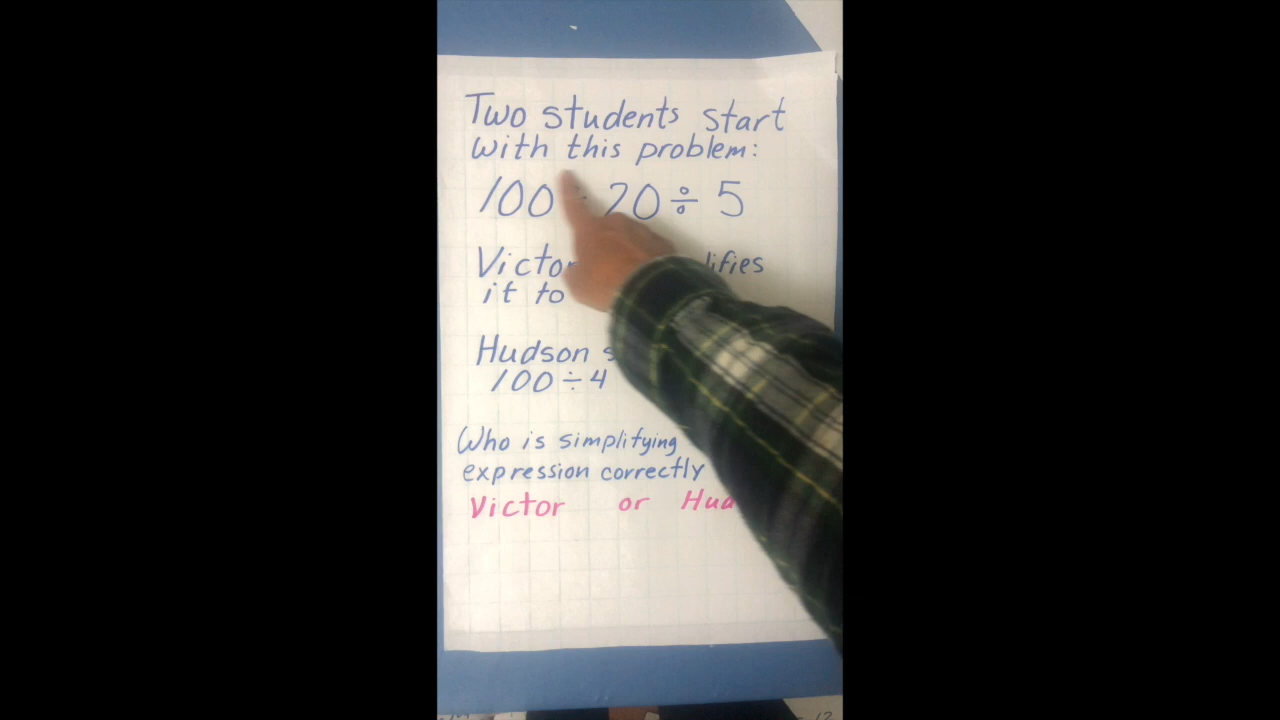 Two students start
with this problem:
100 20 ÷ 5
Victor
it to
Hudson
100 ÷ 4
Who is simplifying
expression correctly
Victor or